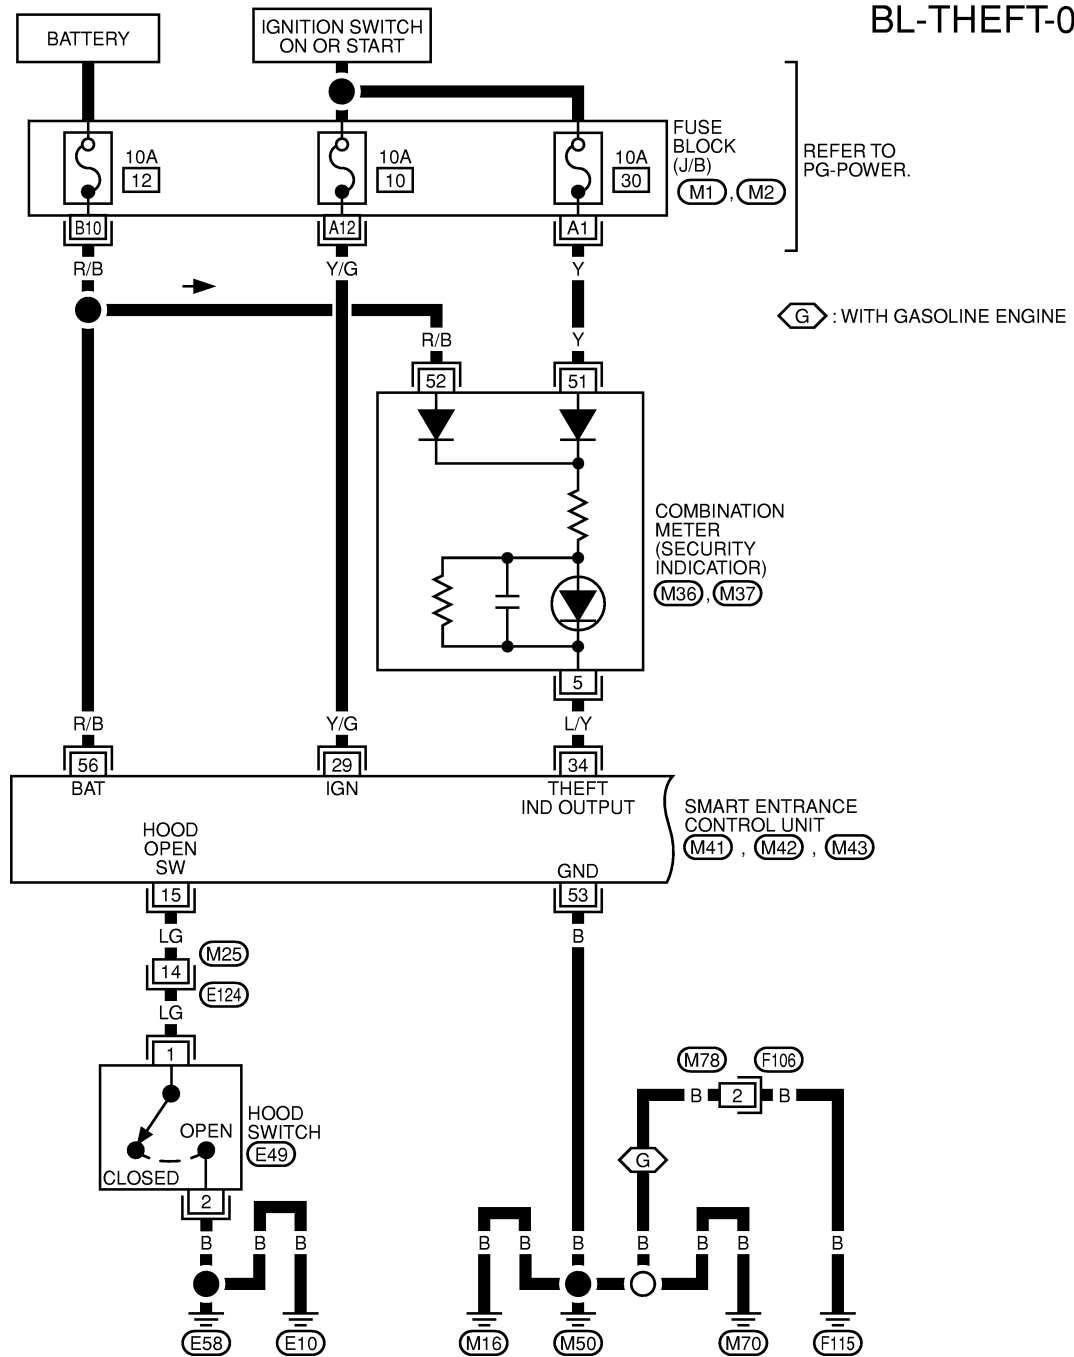 BL-THEFT-0
BATTERY
IGNITION SWITCH
ON OR START
10A
12
10A
10
10A
30
FUSE
BLOCK
(J/B)
M1 , M2
REFER TO
PG-POWER.
B10
A12
A1
R/B
Y/G
Y
G : WITH GASOLINE ENGINE
R/B
Y
52
51
COMBINATION
METER
(SECURITY
INDICATIOR)
M36 , M37
5
R/B
Y/G
L/Y
56
29
34
BAT
IGN
THEFT
IND OUTPUT
SMART ENTRANCE
CONTROL UNIT
M41 , M42 , M43
HOOD
OPEN
SW
GND
15
53
LG
B
M25
14
E124
LG
1
M78
F106
B
2
B
HOOD
SWITCH
E49
OPEN
CLOSED
G
2
B
B
B
B
B
B
B
B
B
B
E58
E10
M16
M50
M70
F115